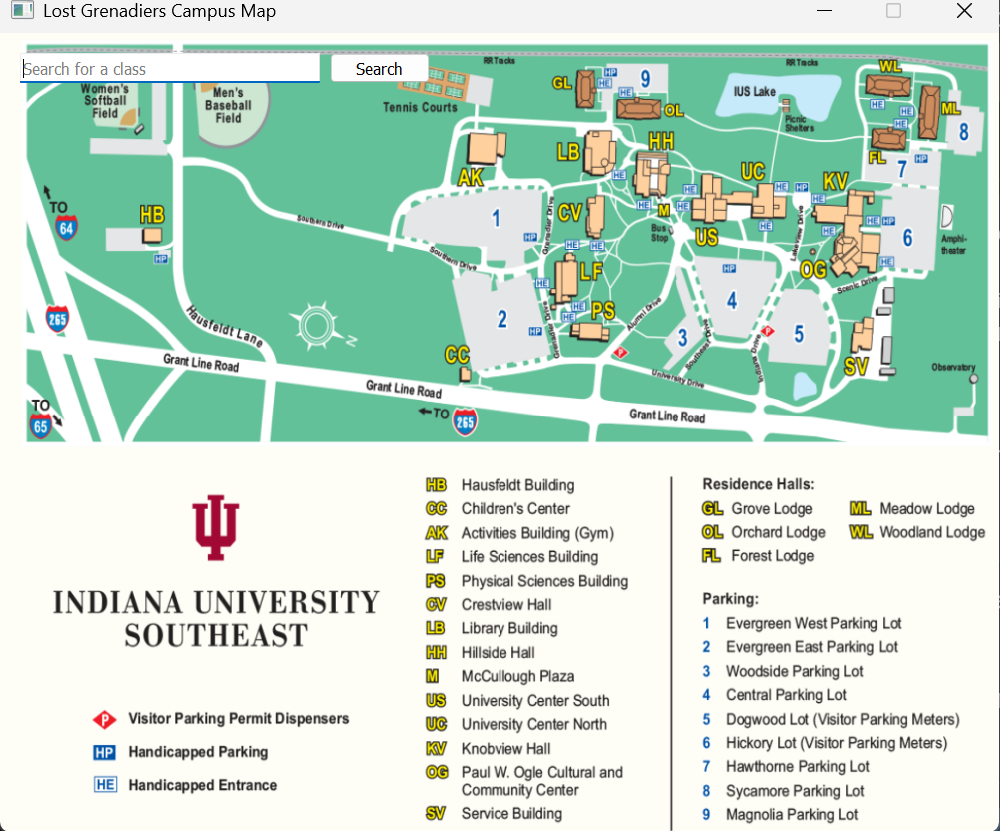 Lost Grenadiers Campus Map
Search for a class
Search
RR Tracks
RR Tracks
Women's
Softball
Field
Men's
Baseball
Field
Tennis Courts
GL
HP
9
HE
HE
OL
IUS Lake
Picnic
Shelters
WL
HE
HE
ML
HE
HE
8
FL
HP
7
LB
HH
HE
AK
UC
KV
HE
HE
HP
HE
TO
64
HB
HP
Southern Drive
1
HP
Grenadier Drive
CV
HE
HE
HE
M
HE
Bus
Stop
US
HE
Lakeview Drive
HE
HE
HP
6
Amphi-
theater
HE
OG
Scenic Drive
Southern Drive
LF
HE
HP
4
265
Hausfeldt Lane
N
2
HP
Grenadier Drive
HE
HE
PS
Alumni Drive
3
Southeast Drive
P
5
Indiana Drive
SV
P
CC
Grant Line Road
Grant Line Road
University Drive
Observatory
TO
65
TO
265
Grant Line Road
INDIANA UNIVERSITY
SOUTHEAST
P Visitor Parking Permit Dispensers
HP Handicapped Parking
HE Handicapped Entrance
HB Hausfeldt Building
CC Children's Center
AK Activities Building (Gym)
LF Life Sciences Building
PS Physical Sciences Building
CV Crestview Hall
LB Library Building
HH Hillside Hall
M McCullough Plaza
US University Center South
UC University Center North
KV Knobview Hall
OG Paul W. Ogle Cultural and
Community Center
SV Service Building
Residence Halls:
GL Grove Lodge
ML Meadow Lodge
OL Orchard Lodge
WL Woodland Lodge
FL Forest Lodge
Parking:
1 Evergreen West Parking Lot
2 Evergreen East Parking Lot
3 Woodside Parking Lot
4 Central Parking Lot
5 Dogwood Lot (Visitor Parking Meters)
6 Hickory Lot (Visitor Parking Meters)
7 Hawthorne Parking Lot
8 Sycamore Parking Lot
9 Magnolia Parking Lot